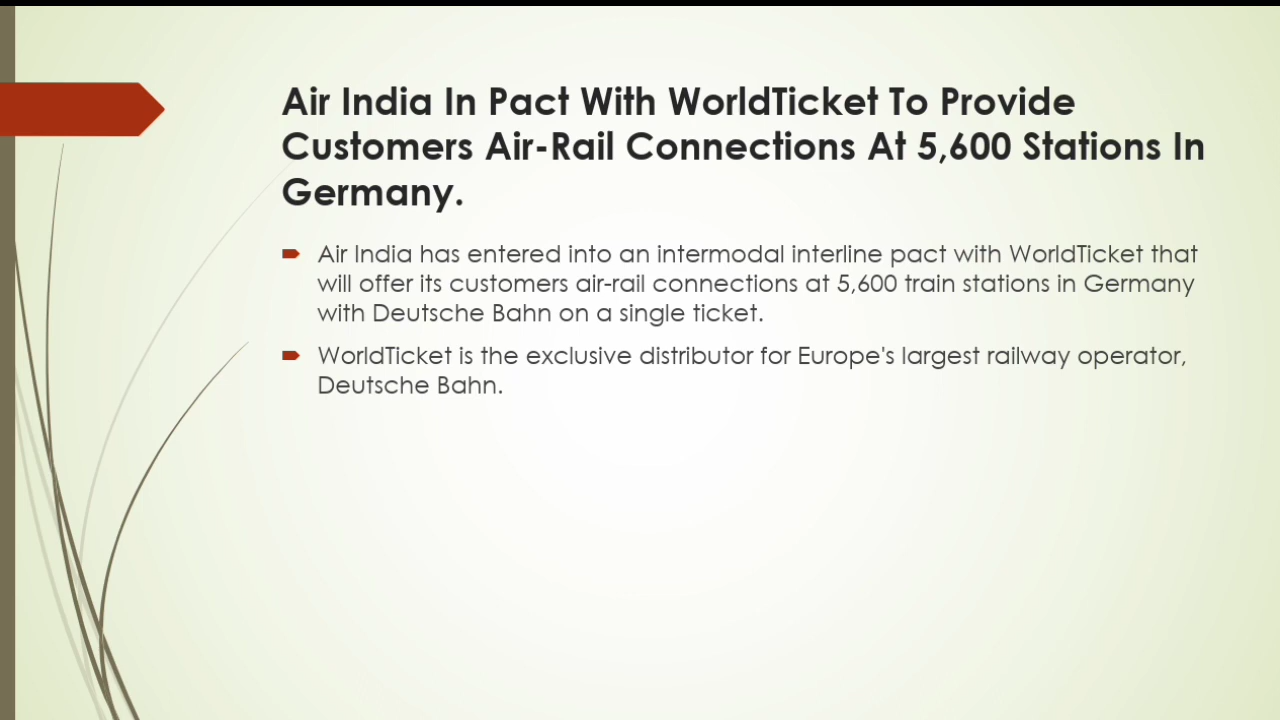 Air India In Pact With WorldTicket To Provide
Customers Air-Rail Connections At 5,600 Stations In
Germany.
Air India has entered into an intermodal interline pact with WorldTicket that
will offer its customers air-rail connections at 5,600 train stations in Germany
with Deutsche Bahn on a single ticket.
WorldTicket is the exclusive distributor for Europe's largest railway operator,
Deutsche Bahn.